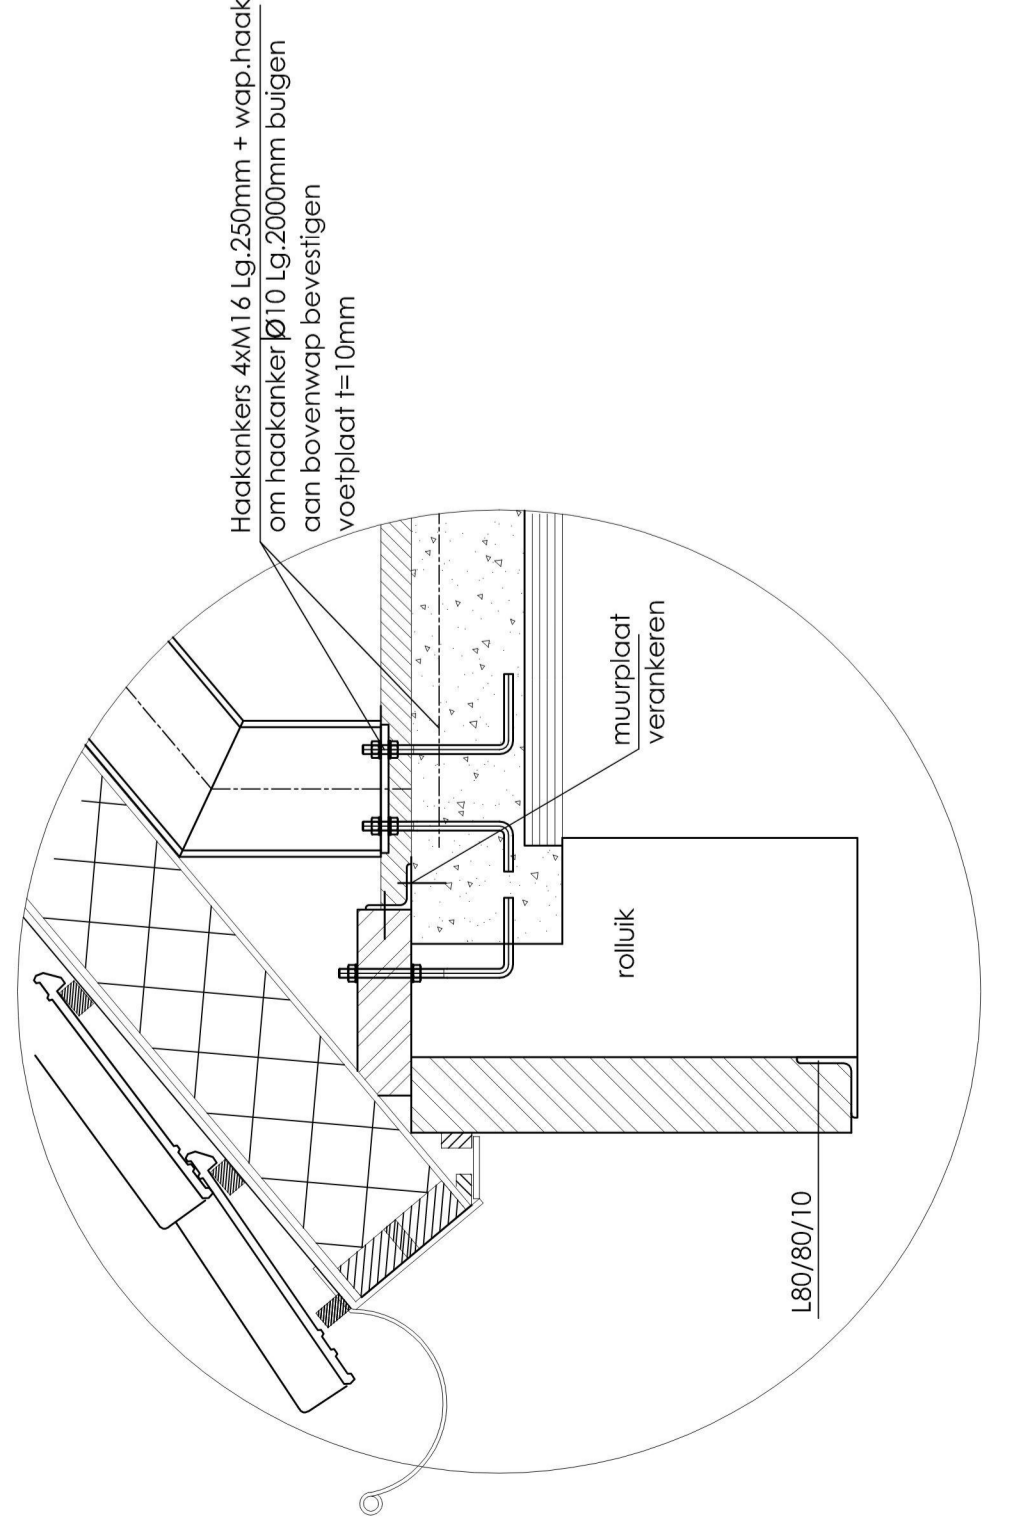 Haakankers 4xM16 Lg.250mm + wap.haak
om haakanker Ø10 Lg.2000mm buigen
aan bovenwap bevestigen
voetplaat t=10mm
muurplaat
verankeren
rolluik
L80/80/10